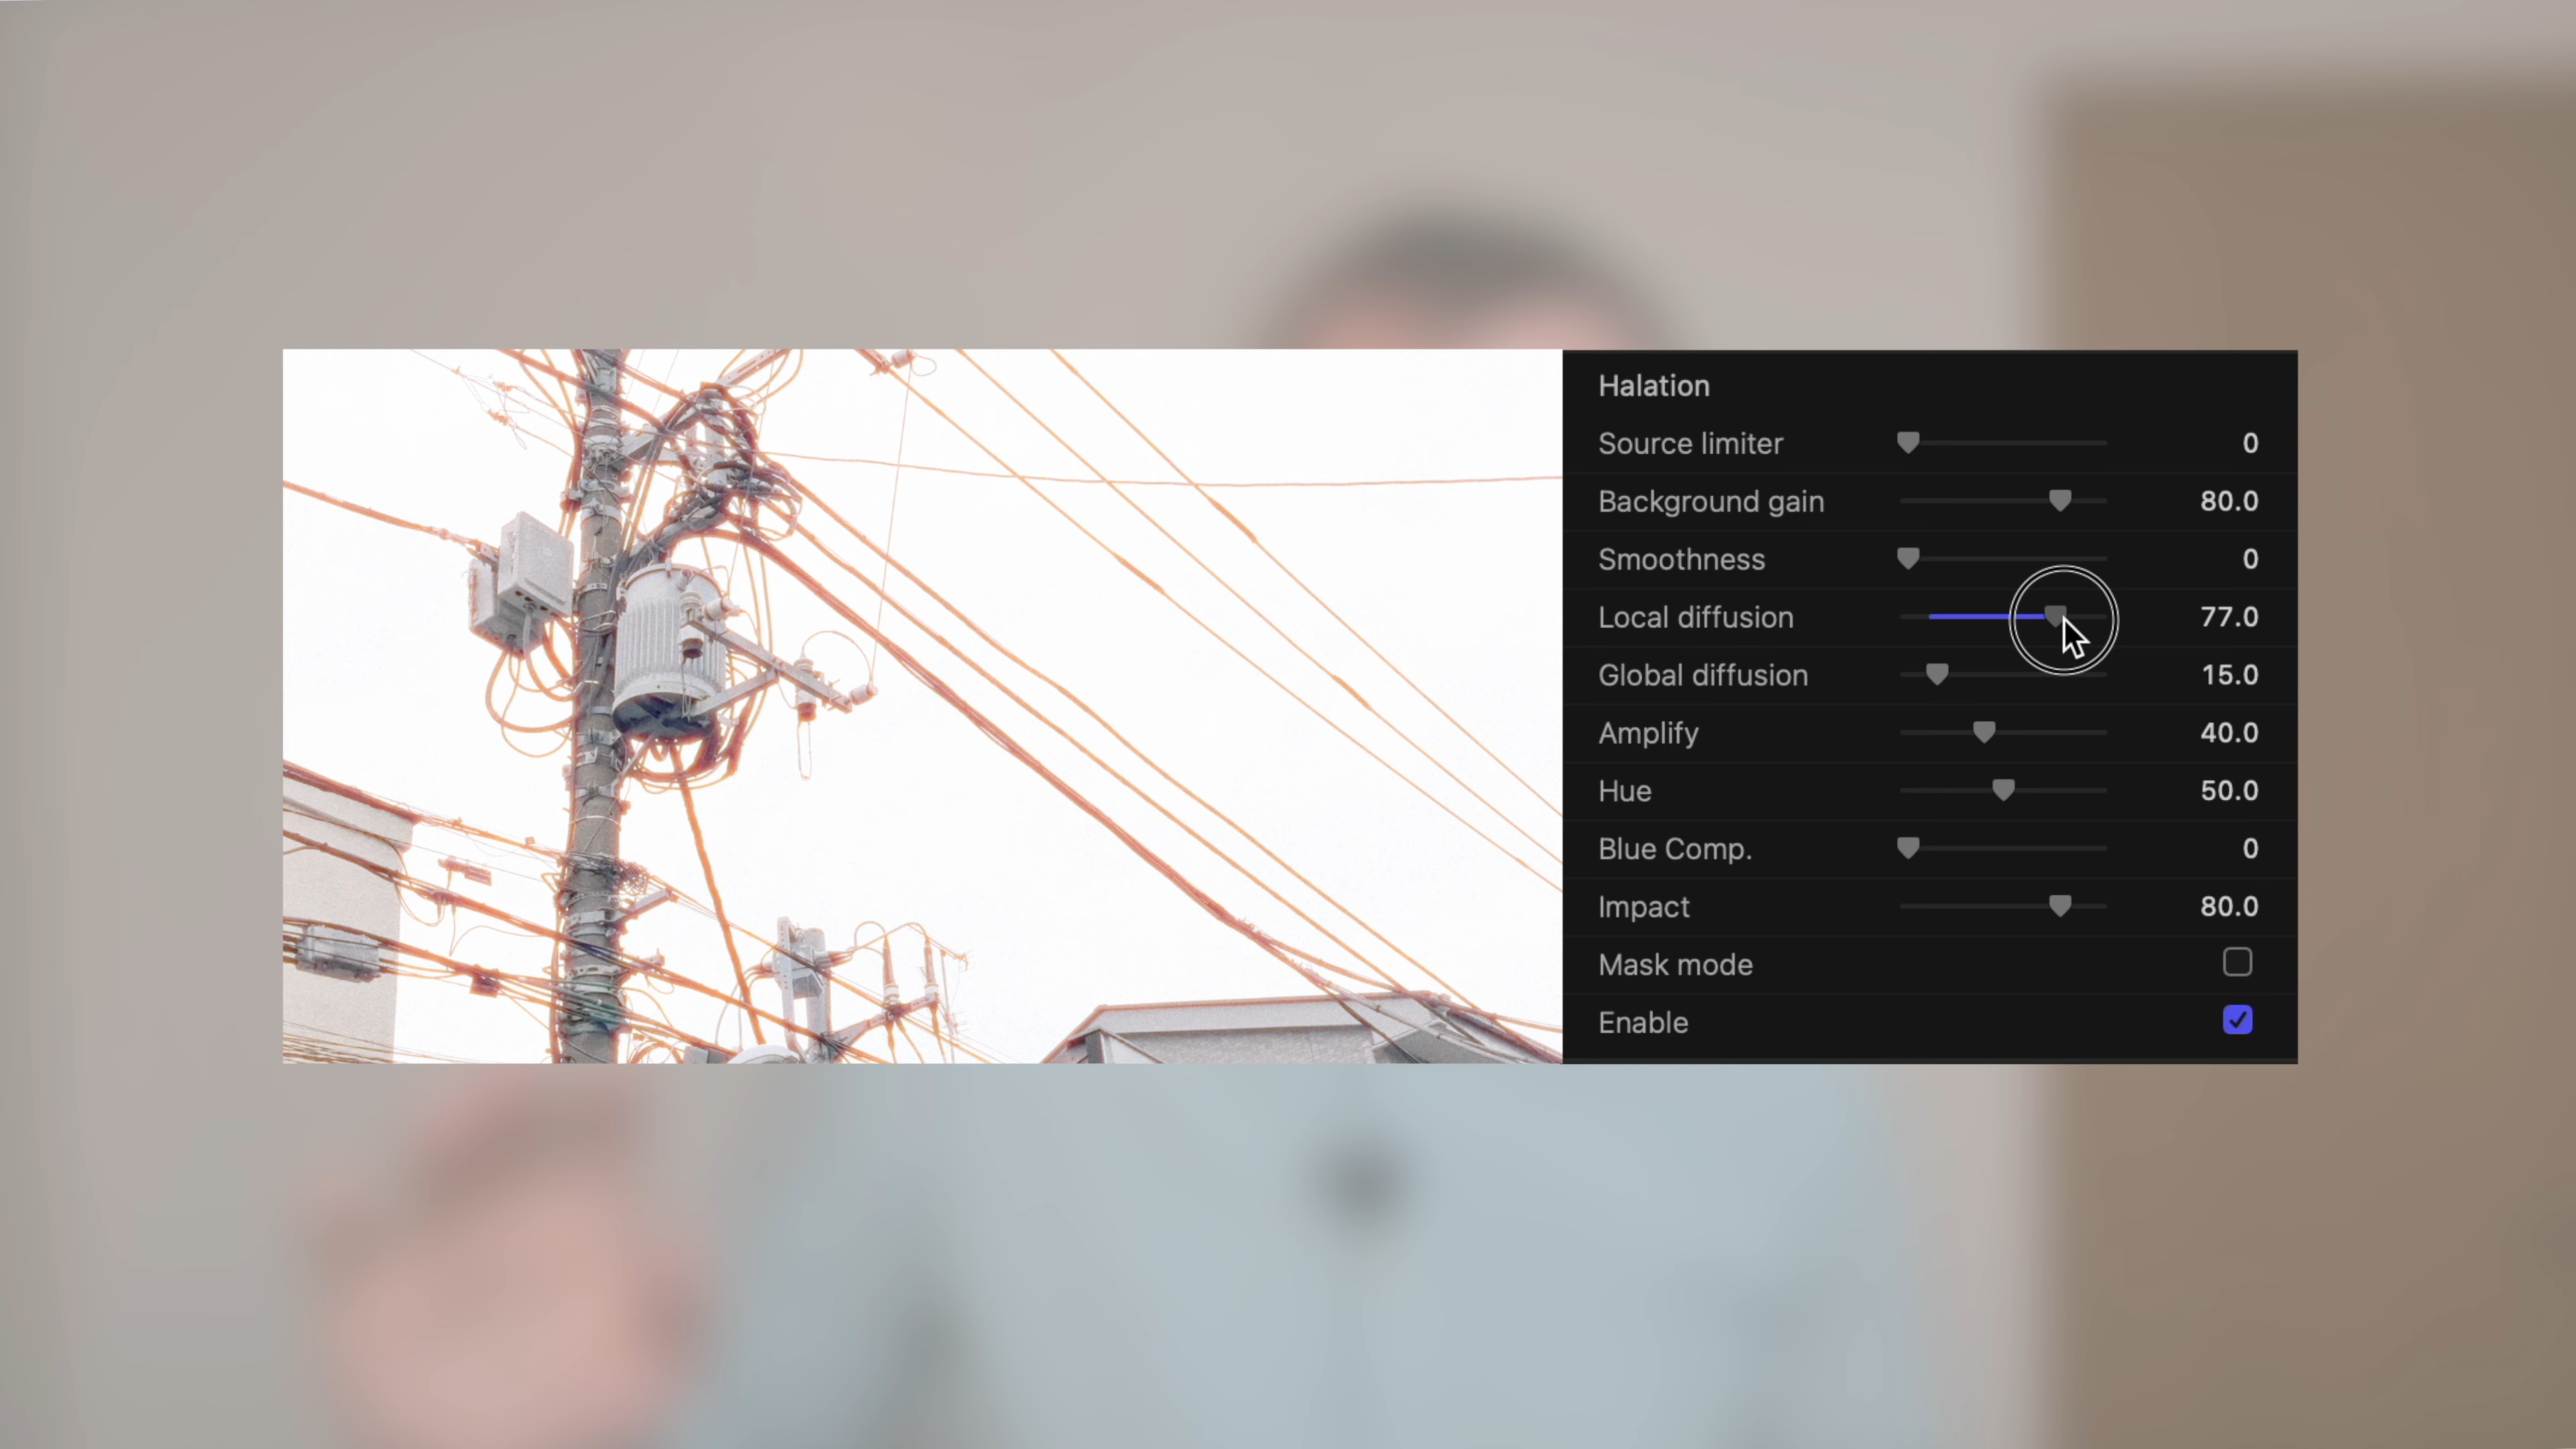 Halation
Source limiter 0
Background gain 80.0
Smoothness 0
Local diffusion 77.0
Global diffusion 15.0
Amplify 40.0
Hue 50.0
Blue Comp. 0
Impact 80.0
Mask mode
Enable